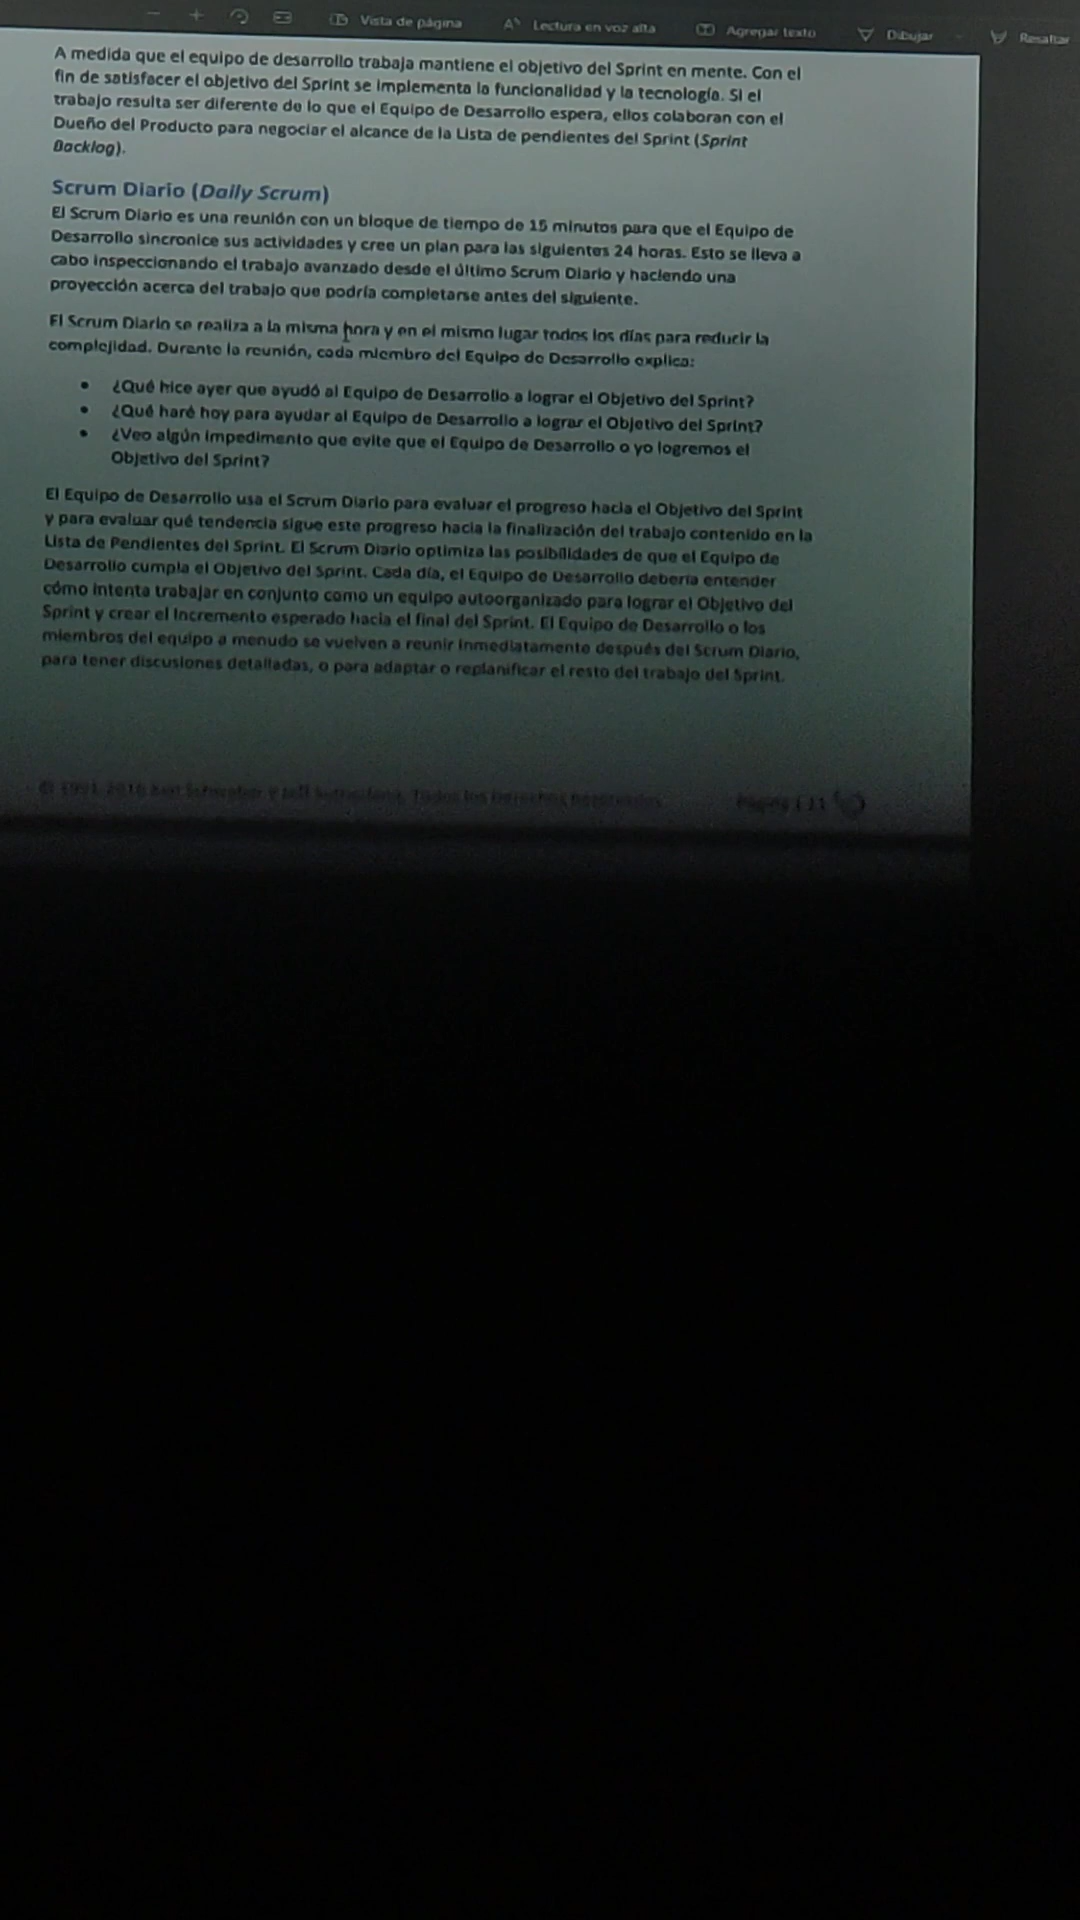 Vista de página
Lectura en voz alta
Agregar texto
Dibujar
Resaltar
A medida que el equipo de desarrollo trabaja mantiene el objetivo del Sprint en mente. Con el
fin de satisfacer el objetivo del Sprint se implementa la funcionalidad y la tecnología. Si el
trabajo resulta ser diferente de lo que el Equipo de Desarrollo espera, ellos colaboran con el
Dueño del Producto para negociar el alcance de la Lista de pendientes del Sprint (Sprint
Backlog).
Scrum Diario (Daily Scrum)
El Scrum Diario es una reunión con un bloque de tiempo de 15 minutos para que el Equipo de
Desarrollo sincronice sus actividades y cree un plan para las siguientes 24 horas. Esto se lleva a
cabo inspeccionando el trabajo avanzado desde el último Scrum Diario y haciendo una
proyección acerca del trabajo que podría completarse antes del siguiente.
El Scrum Diario se realiza a la misma hora y en el mismo lugar todos los días para reducir la
complejidad. Durante la reunión, cada miembro del Equipo de Desarrollo explica:
• ¿Qué hice ayer que ayudó al Equipo de Desarrollo a lograr el Objetivo del Sprint?
• ¿Qué haré hoy para ayudar al Equipo de Desarrollo a lograr el Objetivo del Sprint?
• ¿Veo algún impedimento que evite que el Equipo de Desarrollo o yo logremos el
Objetivo del Sprint?
El Equipo de Desarrollo usa el Scrum Diario para evaluar el progreso hacia el Objetivo del Sprint
y para evaluar qué tendencia sigue este progreso hacia la finalización del trabajo contenido en la
Lista de Pendientes del Sprint. El Scrum Diario optimiza las posibilidades de que el Equipo de
Desarrollo cumpla el Objetivo del Sprint. Cada día, el Equipo de Desarrollo debería entender
cómo intenta trabajar en conjunto como un equipo autoorganizado para lograr el Objetivo del
Sprint y crear el Incremento esperado hacia el final del Sprint. El Equipo de Desarrollo o los
miembros del equipo a menudo se vuelven a reunir inmediatamente después del Scrum Diario,
para tener discusiones detalladas, o para adaptar o replanificar el resto del trabajo del Sprint.
Todos los derechos